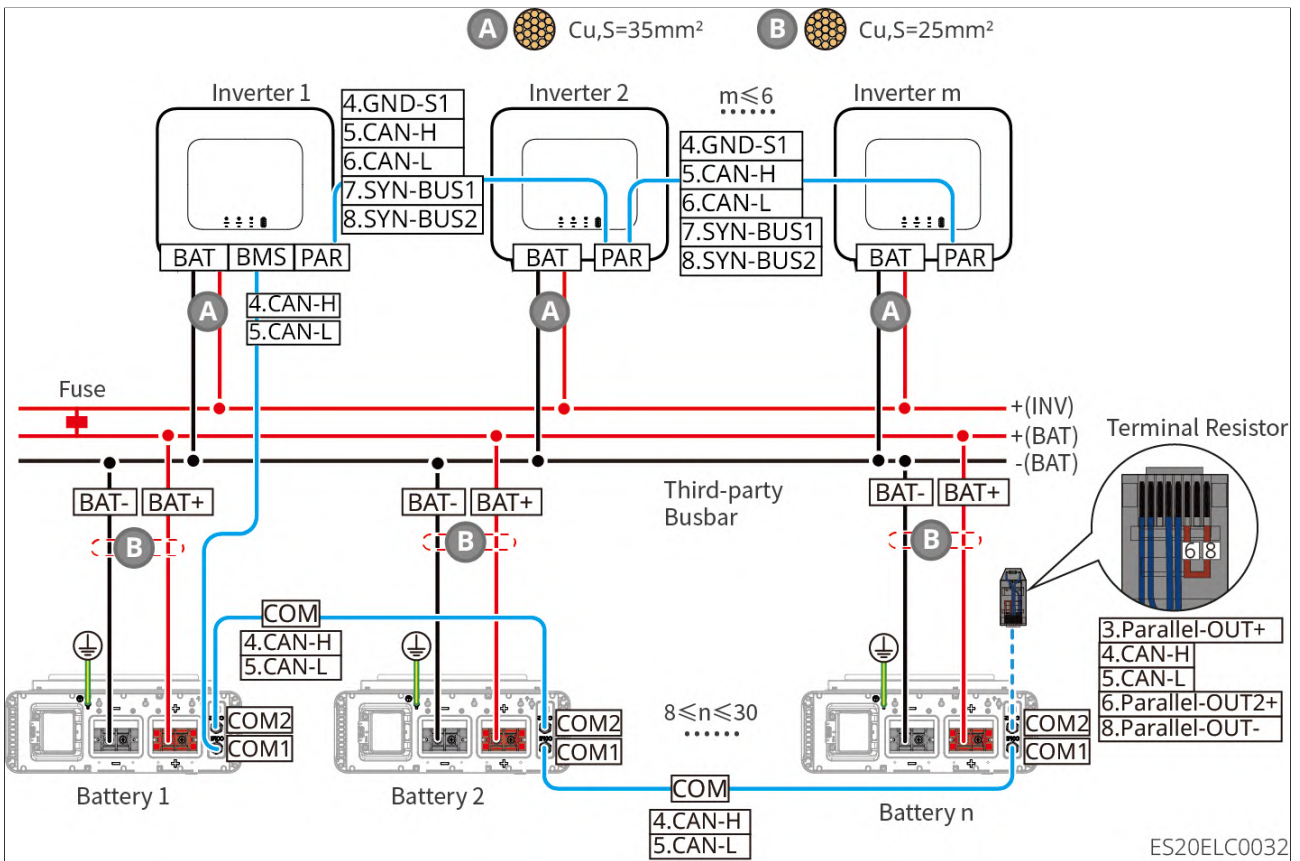 A Cu,S=35mm² B Cu,S=25mm²
Inverter 1
Inverter 2
m≤6
Inverter m
4.GND-S1
5.CAN-H
6.CAN-L
7.SYN-BUS1
8.SYN-BUS2
4.GND-S1
5.CAN-H
6.CAN-L
7.SYN-BUS1
8.SYN-BUS2
BAT BMS PAR
BAT PAR
BAT PAR
A
4.CAN-H
5.CAN-L
A
A
Fuse
+(INV)
+(BAT)
-(BAT)
Terminal Resistor
6 8
BAT- BAT+
BAT- BAT+
Third-party
Busbar
BAT- BAT+
B
B
B
COM
4.CAN-H
5.CAN-L
3.Parallel-OUT+
4.CAN-H
5.CAN-L
6.Parallel-OUT2+
8.Parallel-OUT-
- +
COM2
COM1
- +
COM2
COM1
8≤n≤30
- +
COM2
COM1
Battery 1
Battery 2
COM
4.CAN-H
5.CAN-L
Battery n
ES20ELC0032